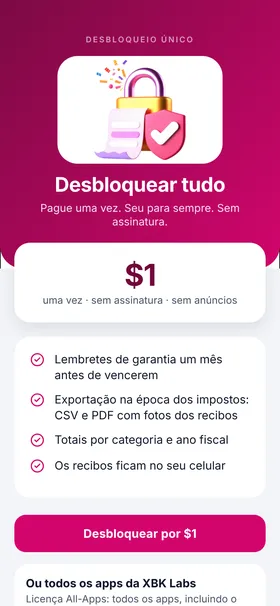 DESBLOQUEIO ÚNICO
Desbloquear tudo
Pague uma vez. Seu para sempre. Sem
assinatura.
$1
uma vez · sem assinatura · sem anúncios
Lembretes de garantia um mês
antes de vencerem
Exportação na época dos impostos:
CSV e PDF com fotos dos recibos
Totais por categoria e ano fiscal
Os recibos ficam no seu celular
Desbloquear por $1
Ou todos os apps da XBK Labs
Licença All-Apps: todos os apps, incluindo o